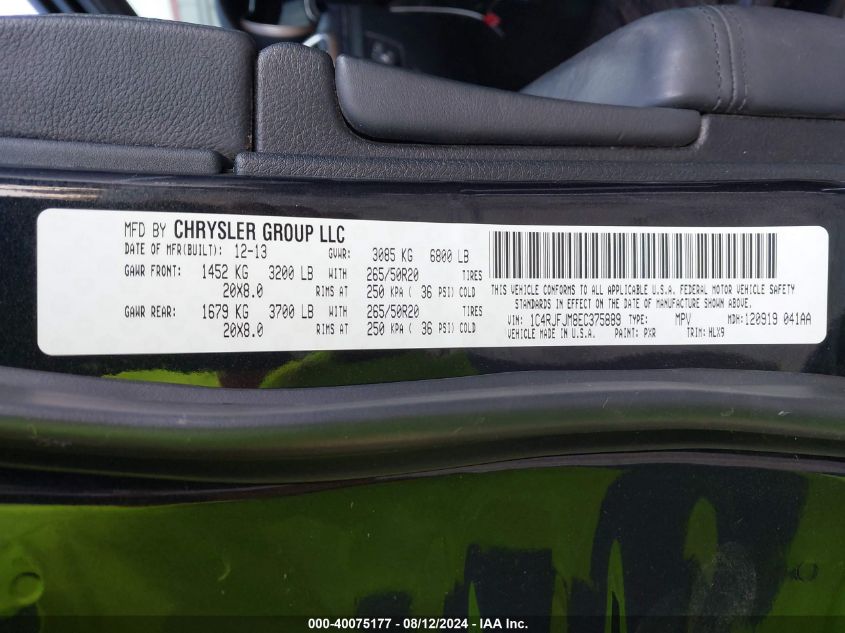 MFD BY CHRYSLER GROUP LLC
DATE OF MFR(BUILT): 12-13 GVWR: 3085 KG 6800 LB
GAWR FRONT: 1452 KG 3200 LB WITH 265/50R20 TIRES
20X8.0 RIMS AT 250 KPA ( 36 PSI) COLD
GAWR REAR: 1679 KG 3700 LB WITH 265/50R20 TIRES
20X8.0 RIMS AT 250 KPA ( 36 PSI) COLD
THIS VEHICLE CONFORMS TO ALL APPLICABLE U.S.A. FEDERAL MOTOR VEHICLE SAFETY
STANDARDS IN EFFECT ON THE DATE OF MANUFACTURE SHOWN ABOVE.
VIN: 1C4RJFJM8EC375889 TYPE: MPV MDH: 120919 041AA
VEHICLE MADE IN U.S.A. PAINT: PXR TRIM: HLX9
000-40075177 - 08/12/2024 - IAA Inc.